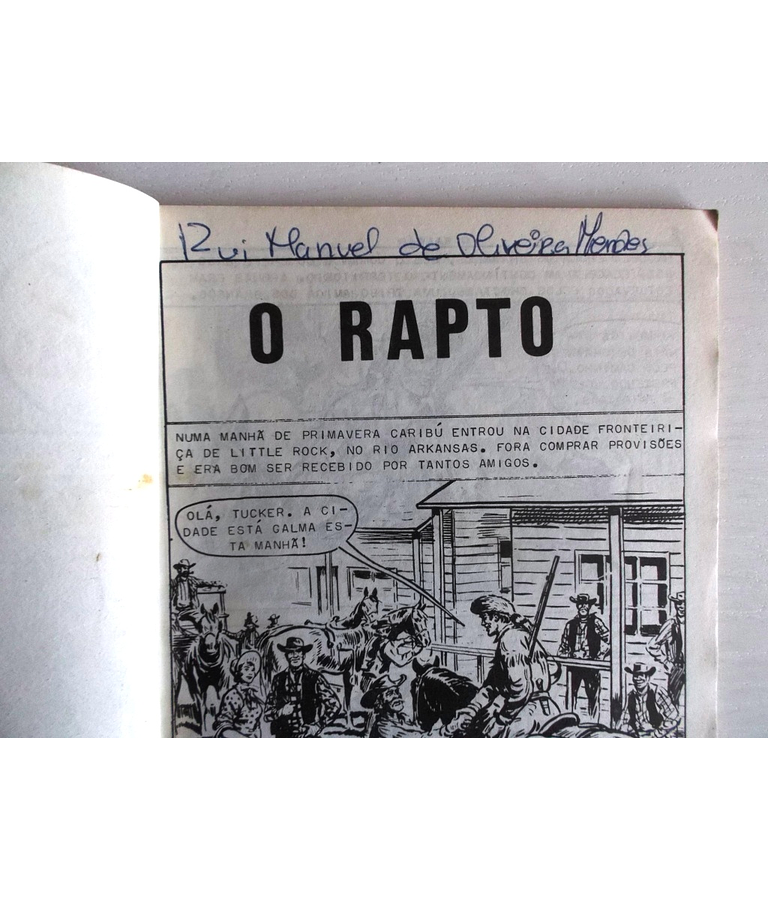 Rui Manuel de Oliveira Mendes
O RAPTO
NUMA MANHÃ DE PRIMAVERA CARIBÚ ENTROU NA CIDADE FRONTEIRI-
ÇA DE LITTLE ROCK, NO RIO ARKANSAS. FORA COMPRAR PROVISÕES
E ERA BOM SER RECEBIDO POR TANTOS AMIGOS.
OLÁ, TUCKER. A CI-
DADE ESTÁ GALMA ES-
TA MANHÃ!